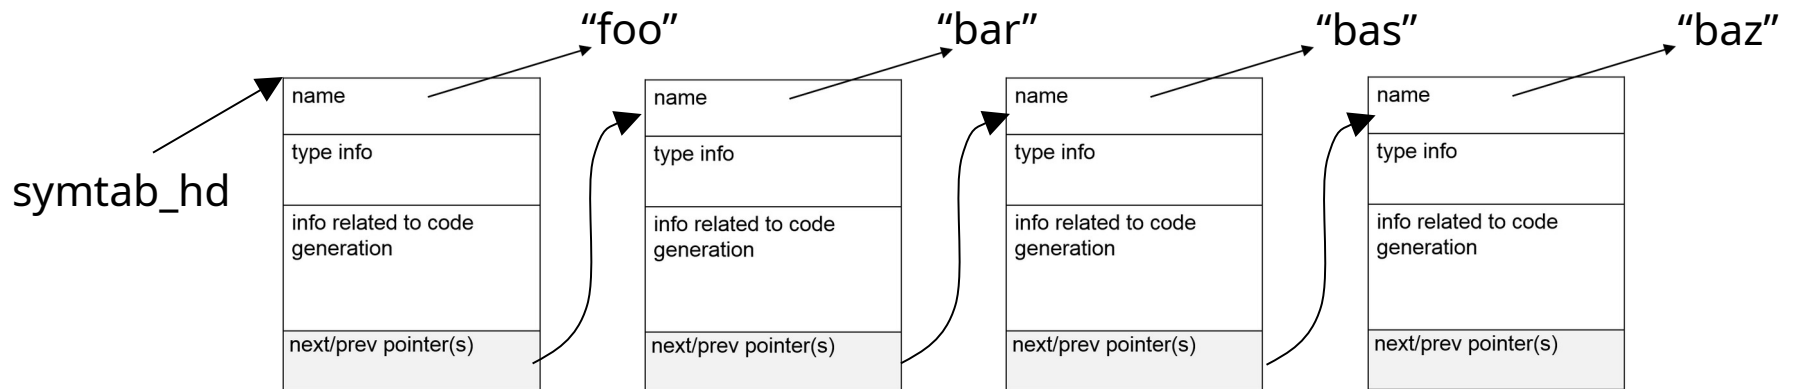 “foo”
“bar”
“bas”
“baz”
symtab_hd
name
type info
info related to code
generation
next/prev pointer(s)
name
type info
info related to code
generation
next/prev pointer(s)
name
type info
info related to code
generation
next/prev pointer(s)
name
type info
info related to code
generation
next/prev pointer(s)